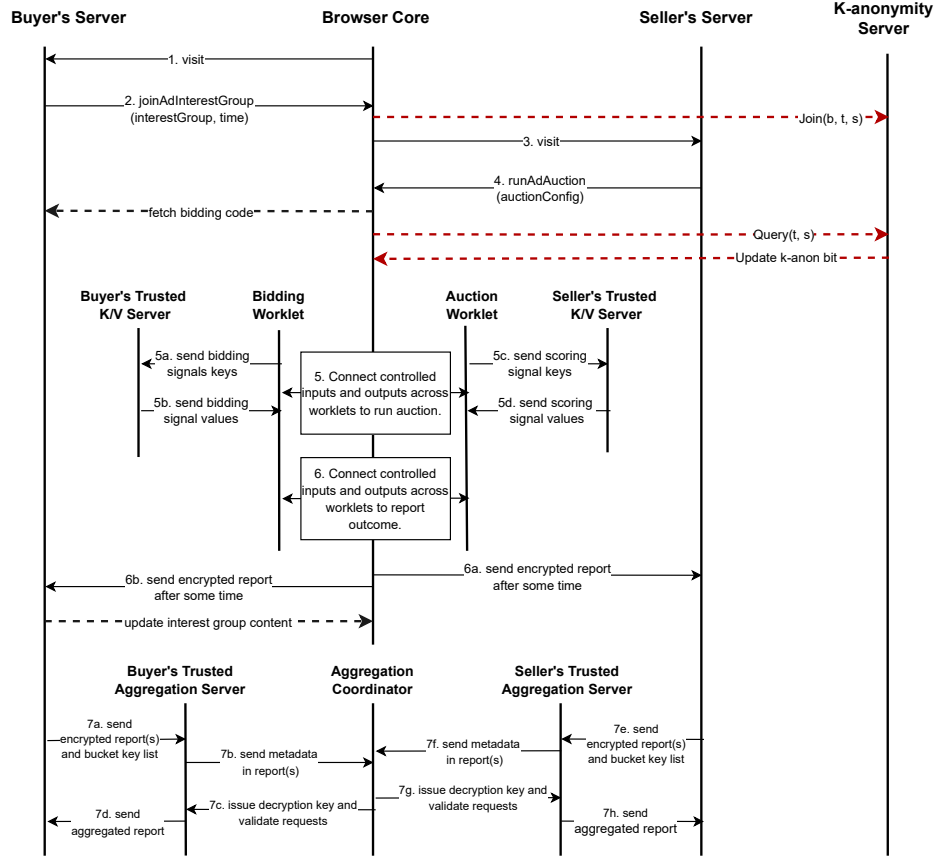 Buyer's Server
Browser Core
Seller's Server
K-anonymity
Server
1. visit
2. joinAdInterestGroup
(interestGroup, time)
Join(b, t, s)
3. visit
4. runAdAuction
(auctionConfig)
fetch bidding code
Query(t, s)
Update k-anon bit
Buyer's Trusted
K/V Server
Bidding
Worklet
Auction
Worklet
Seller's Trusted
K/V Server
5a. send bidding
signals keys
5b. send bidding
signal values
5. Connect controlled
inputs and outputs across
worklets to run auction.
5c. send scoring
signal keys
5d. send scoring
signal values
6. Connect controlled
inputs and outputs across
worklets to report
outcome.
6a. send encrypted report
after some time
6b. send encrypted report
after some time
update interest group content
Buyer's Trusted
Aggregation Server
Aggregation
Coordinator
Seller's Trusted
Aggregation Server
7a. send
encrypted report(s)
and bucket key list
7b. send metadata
in report(s)
7c. issue decryption key and
validate requests
7d. send
aggregated report
7e. send
encrypted report(s)
and bucket key list
7f. send metadata
in report(s)
7g. issue decryption key and
validate requests
7h. send
aggregated report